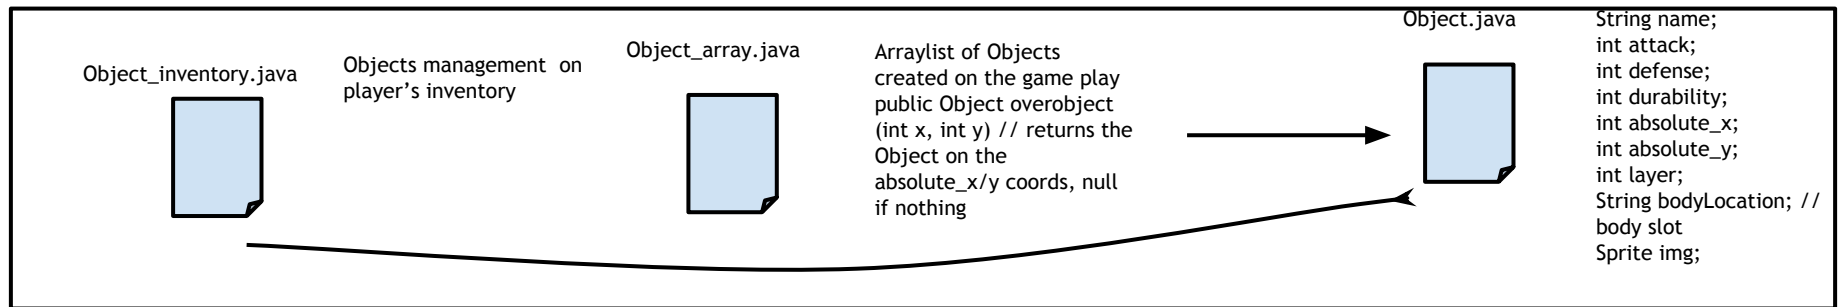 Object_inventory.java
Objects management on
player’s inventory
Object_array.java
Arraylist of Objects
created on the game play
public Object overobject
(int x, int y) // returns the
Object on the
absolute_x/y coords, null
if nothing
Object.java
String name;
int attack;
int defense;
int durability;
int absolute_x;
int absolute_y;
int layer;
String bodyLocation; //
body slot
Sprite img;